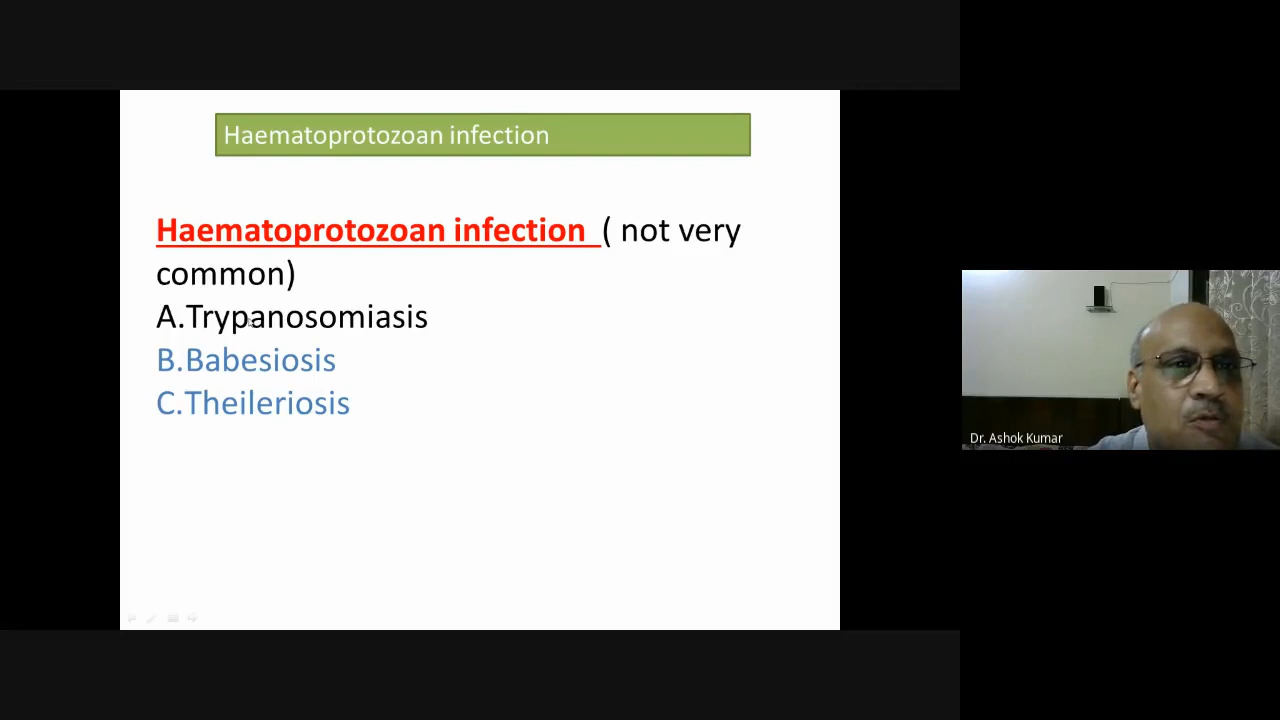 Haematoprotozoan infection
Haematoprotozoan infection ( not very
common)
A.Trypanosomiasis
B.Babesiosis
C.Theileriosis
Dr. Ashok Kumar